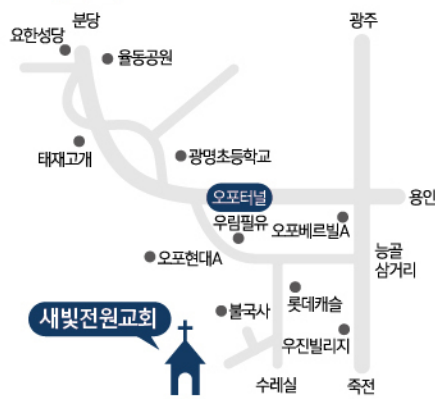 분당
광주
요한성당
율동공원
태재고개
광명초등학교
오포터널
용인
우림필유
오포베르빌A
능골
삼거리
오포현대A
롯데캐슬
불국사
새빛전원교회
우진빌리지
수레실
죽전